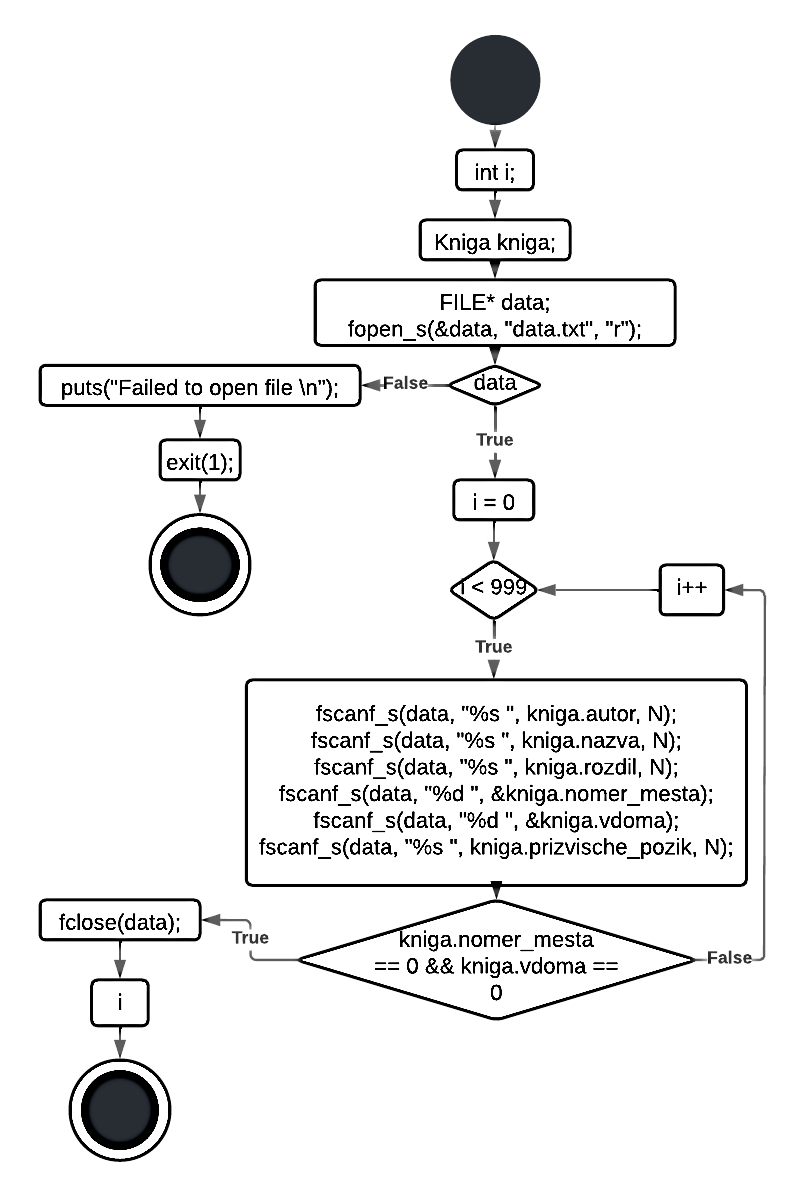 int i;
Kniga kniga;
FILE* data;
fopen_s(&data, "data.txt", "r");
data
False
puts("Failed to open file \n");
exit(1);
True
i = 0
i < 999
i++
True
fscanf_s(data, "%s ", kniga.autor, N);
fscanf_s(data, "%s ", kniga.nazva, N);
fscanf_s(data, "%s ", kniga.rozdil, N);
fscanf_s(data, "%d ", &kniga.nomer_mesta);
fscanf_s(data, "%d ", &kniga.vdoma);
fscanf_s(data, "%s ", kniga.prizvische_pozik, N);
kniga.nomer_mesta
== 0 && kniga.vdoma ==
0
False
True
fclose(data);
i